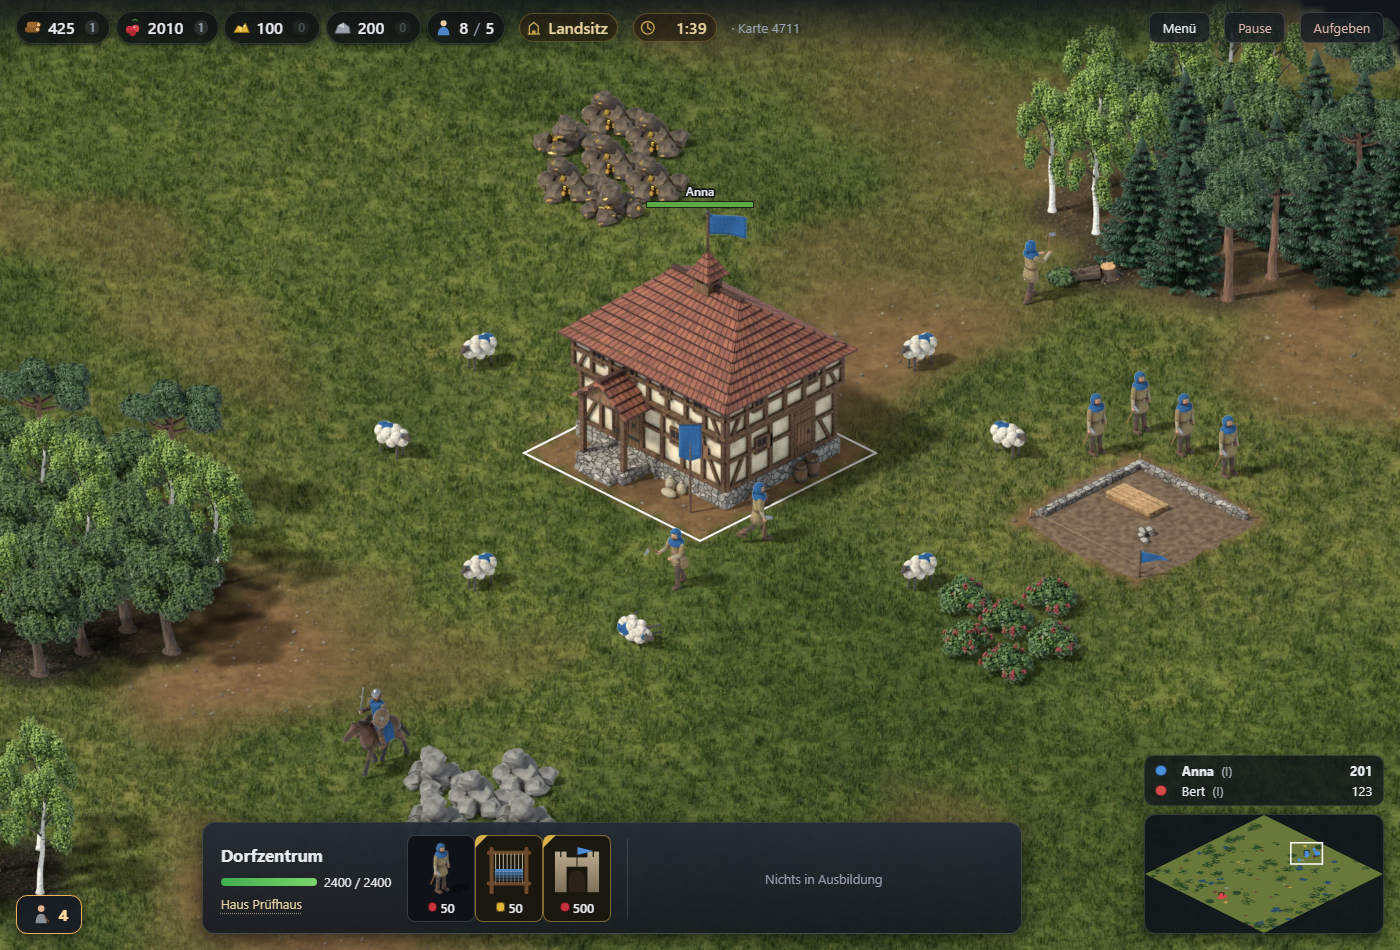 425 1 2010 1 100 0 200 0 8 / 5 Landsitz 1:39 · Karte 4711 Menü Pause Aufgeben
Anna
Anna (I) 201
Bert (I) 123
Dorfzentrum
2400 / 2400
Haus Prüfhaus
50 50 500
Nichts in Ausbildung
4